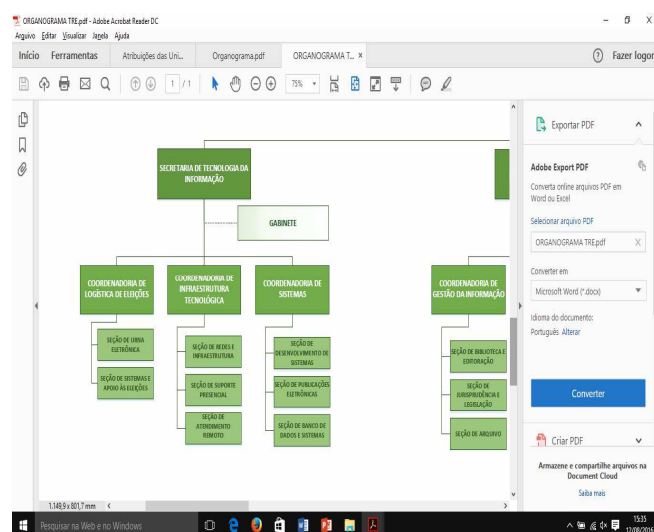 ORGANOGRAMA TRE.pdf - Adobe Acrobat Reader DC
Arquivo Editar Visualizar Janela Ajuda
Início Ferramentas Atribuições das Uni... Organograma.pdf ORGANOGRAMA T... × Fazer logon
1 / 1 75%
SECRETARIA DE TECNOLOGIA DA
INFORMAÇÃO
GABINETE
COORDENADORIA DE
LOGÍSTICA DE ELEIÇÕES
SEÇÃO DE URNA
ELETRÔNICA
SEÇÃO DE SISTEMAS E
APOIO ÀS ELEIÇÕES
COORDENADORIA DE
INFRAESTRUTURA
TECNOLÓGICA
SEÇÃO DE REDES E
INFRAESTRUTURA
SEÇÃO DE SUPORTE
PRESENCIAL
SEÇÃO DE
ATENDIMENTO
REMOTO
COORDENADORIA DE
SISTEMAS
SEÇÃO DE
DESENVOLVIMENTO DE
SISTEMAS
SEÇÃO DE PUBLICAÇÕES
ELETRÔNICAS
SEÇÃO DE BANCO DE
DADOS E SISTEMAS
COORDENADORIA DE
GESTÃO DA INFORMAÇÃO
SEÇÃO DE BIBLIOTECA E
EDITORAÇÃO
SEÇÃO DE
JURISPRUDÊNCIA E
LEGISLAÇÃO
SEÇÃO DE ARQUIVO
Exportar PDF
Adobe Export PDF
Converta online arquivos PDF em
Word ou Excel
Selecionar arquivo PDF
ORGANOGRAMA TRE.pdf X
Converter em
Microsoft Word (*.docx)
Idioma do documento:
Português Alterar
Converter
Criar PDF
Armazene e compartilhe arquivos na
Document Cloud
Saiba mais
1.149,9 x 801,7 mm
Pesquisar na Web e no Windows
15:35
12/08/2016